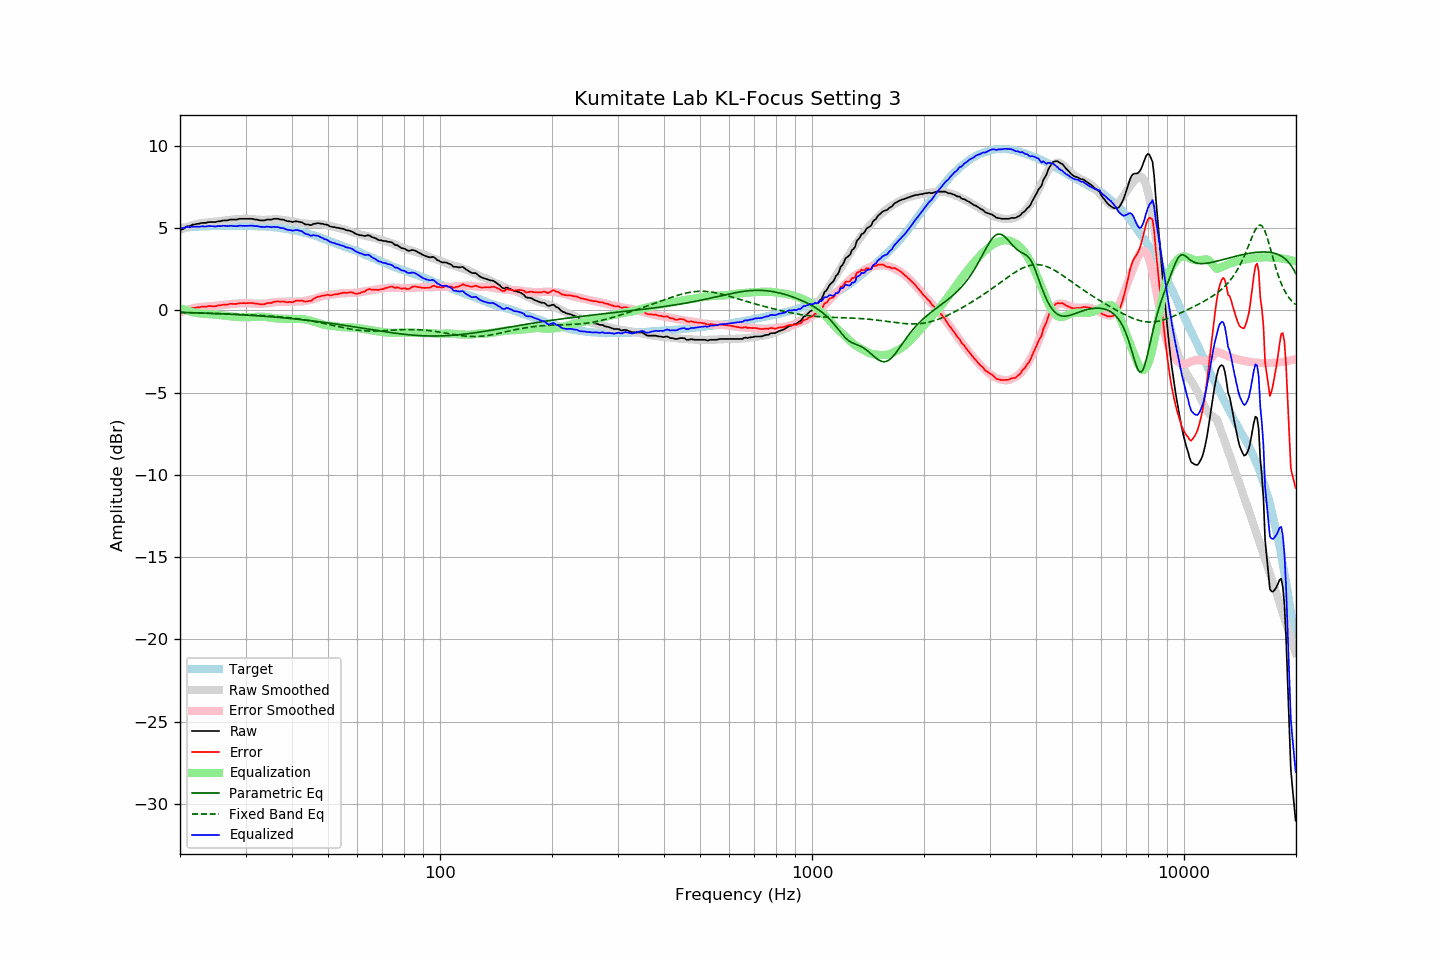 Kumitate Lab KL-Focus Setting 3
10
5
0
−5
−10
−15
−20
−25
−30
Amplitude (dBr)
Target
Raw Smoothed
Error Smoothed
Raw
Error
Equalization
Parametric Eq
Fixed Band Eq
Equalized
100
1000
10000
Frequency (Hz)